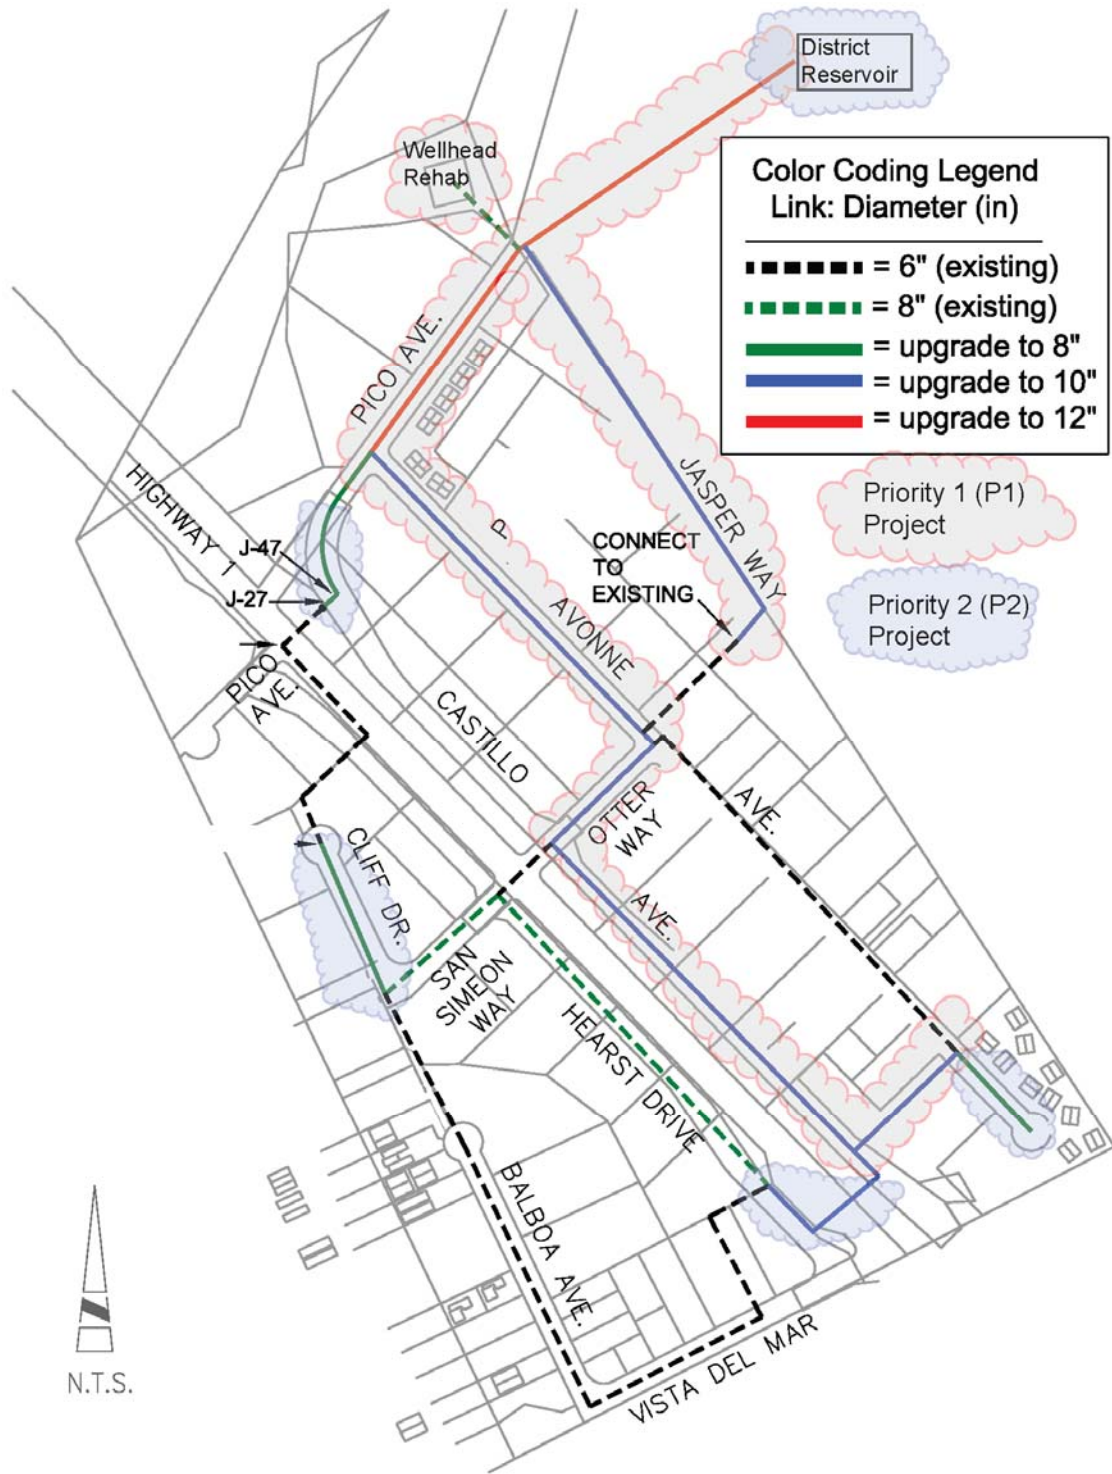 District
Reservoir
Wellhead
Rehab
Color Coding Legend
Link: Diameter (in)
= 6" (existing)
= 8" (existing)
= upgrade to 8"
= upgrade to 10"
= upgrade to 12"
Priority 1 (P1)
Project
Priority 2 (P2)
Project
PICO AVE.
JASPER WAY
HIGHWAY 1
J-47
J-27
P
CONNECT
TO
EXISTING
AVONNE
PICO
AVE.
CASTILLO
OTTER
WAY
AVE.
CLIFF DR.
AVE.
SAN
SIMEON
WAY
HEARST DRIVE
BALBOA AVE.
VISTA DEL MAR
N.T.S.